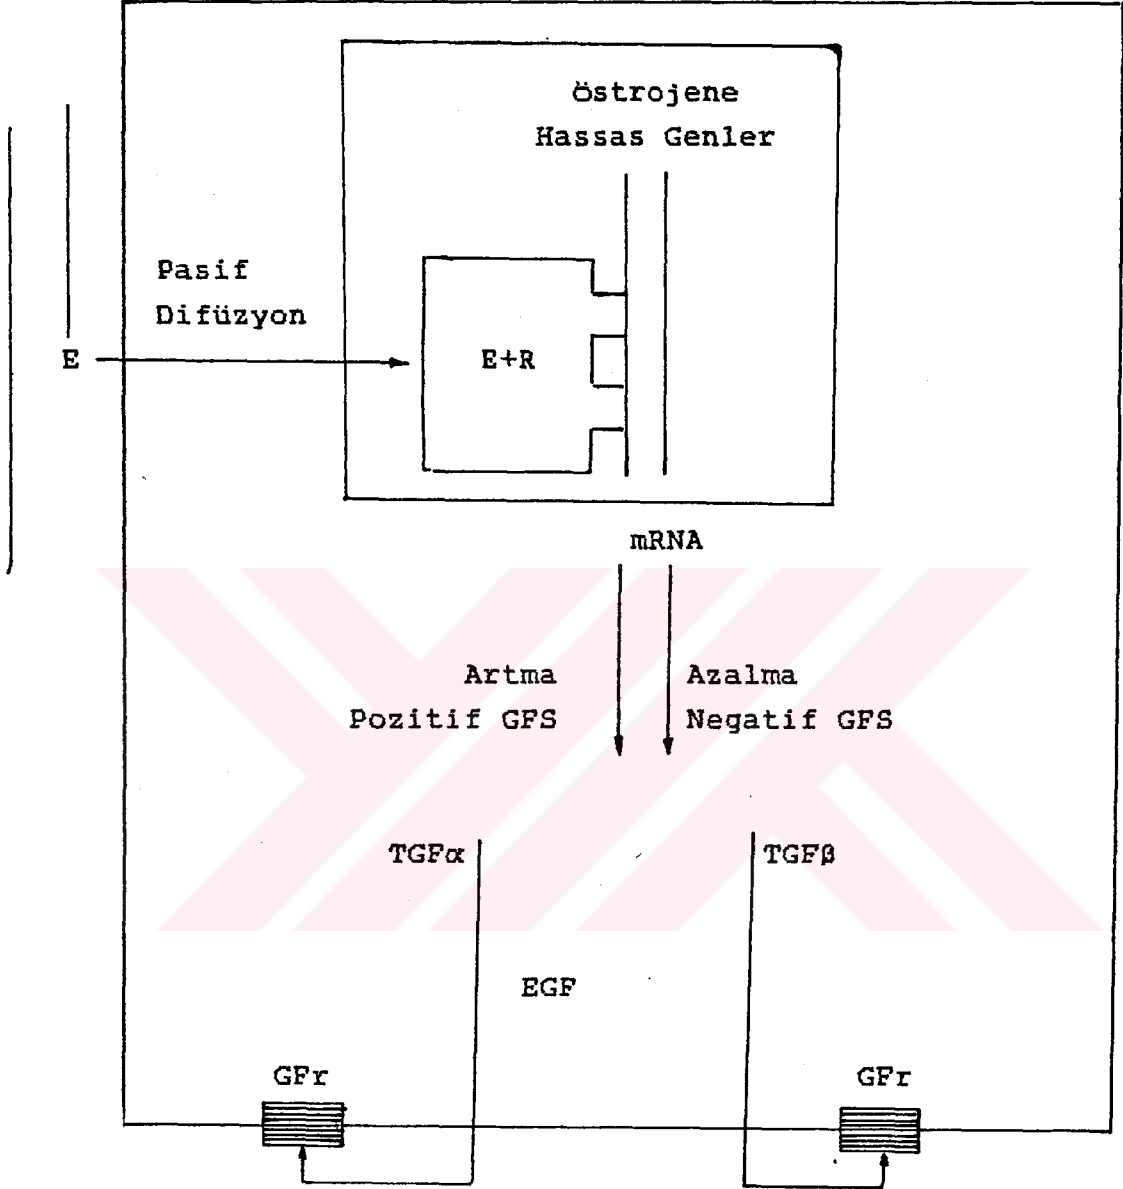 östrojene
Hassas Genler
Pasif
Difüzyon
E
E+R
mRNA
Artma
Pozitif GFS
Azalma
Negatif GFS
TGFα
TGFβ
EGF
GFr
GFr